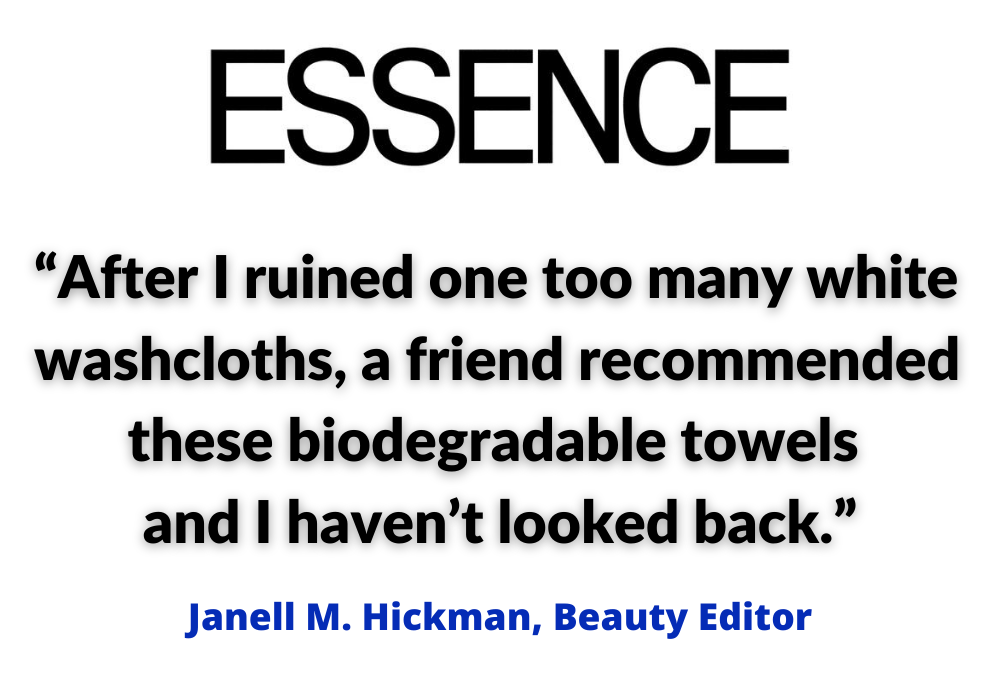 ESSENCE
“After I ruined one too many white
washcloths, a friend recommended
these biodegradable towels
and I haven’t looked back.”
Janell M. Hickman, Beauty Editor